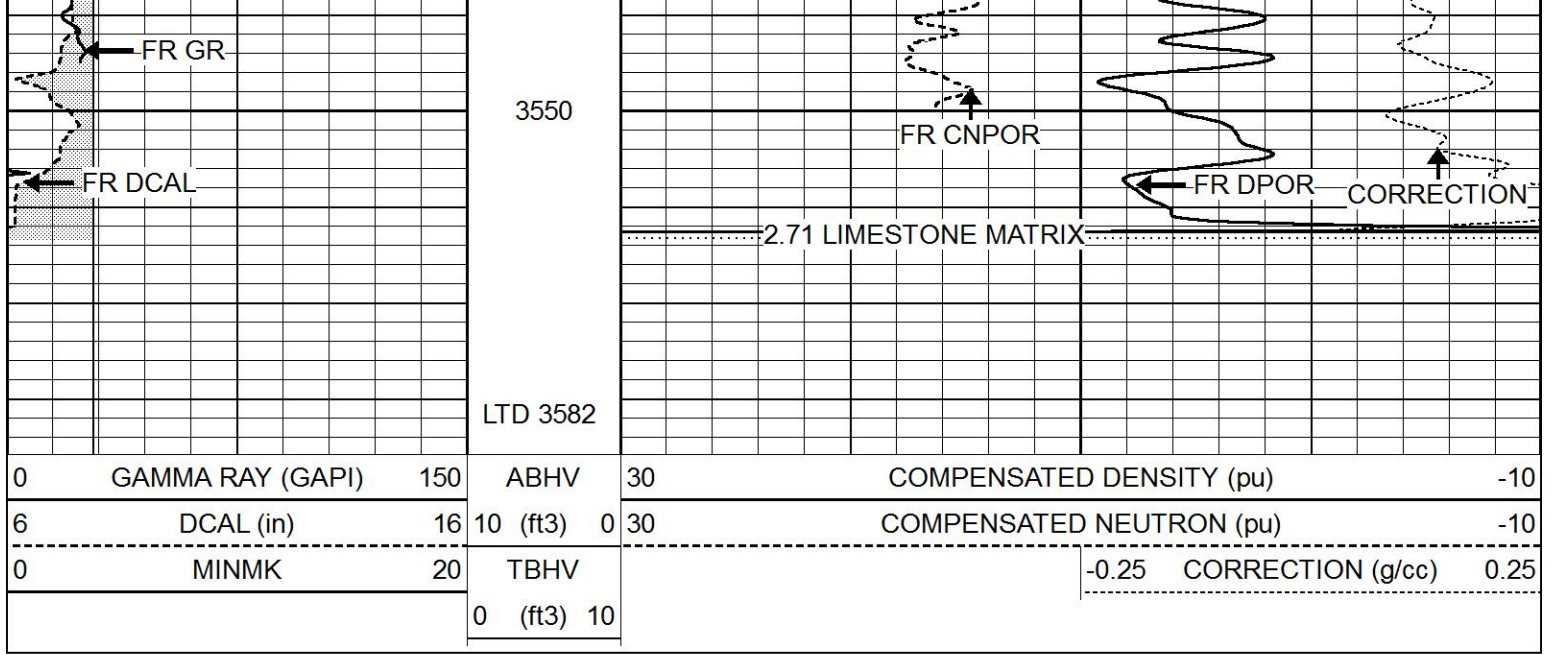 FR GR
3550
FR CNPOR
FR DCAL
FR DPOR
CORRECTION
2.71 LIMESTONE MATRIX
LTD 3582
0 GAMMA RAY (GAPI) 150
ABHV
30 COMPENSATED DENSITY (pu) -10
6 DCAL (in) 16
10 (ft3) 0
30 COMPENSATED NEUTRON (pu) -10
0 MINMK 20
TBHV
-0.25 CORRECTION (g/cc) 0.25
0 (ft3) 10